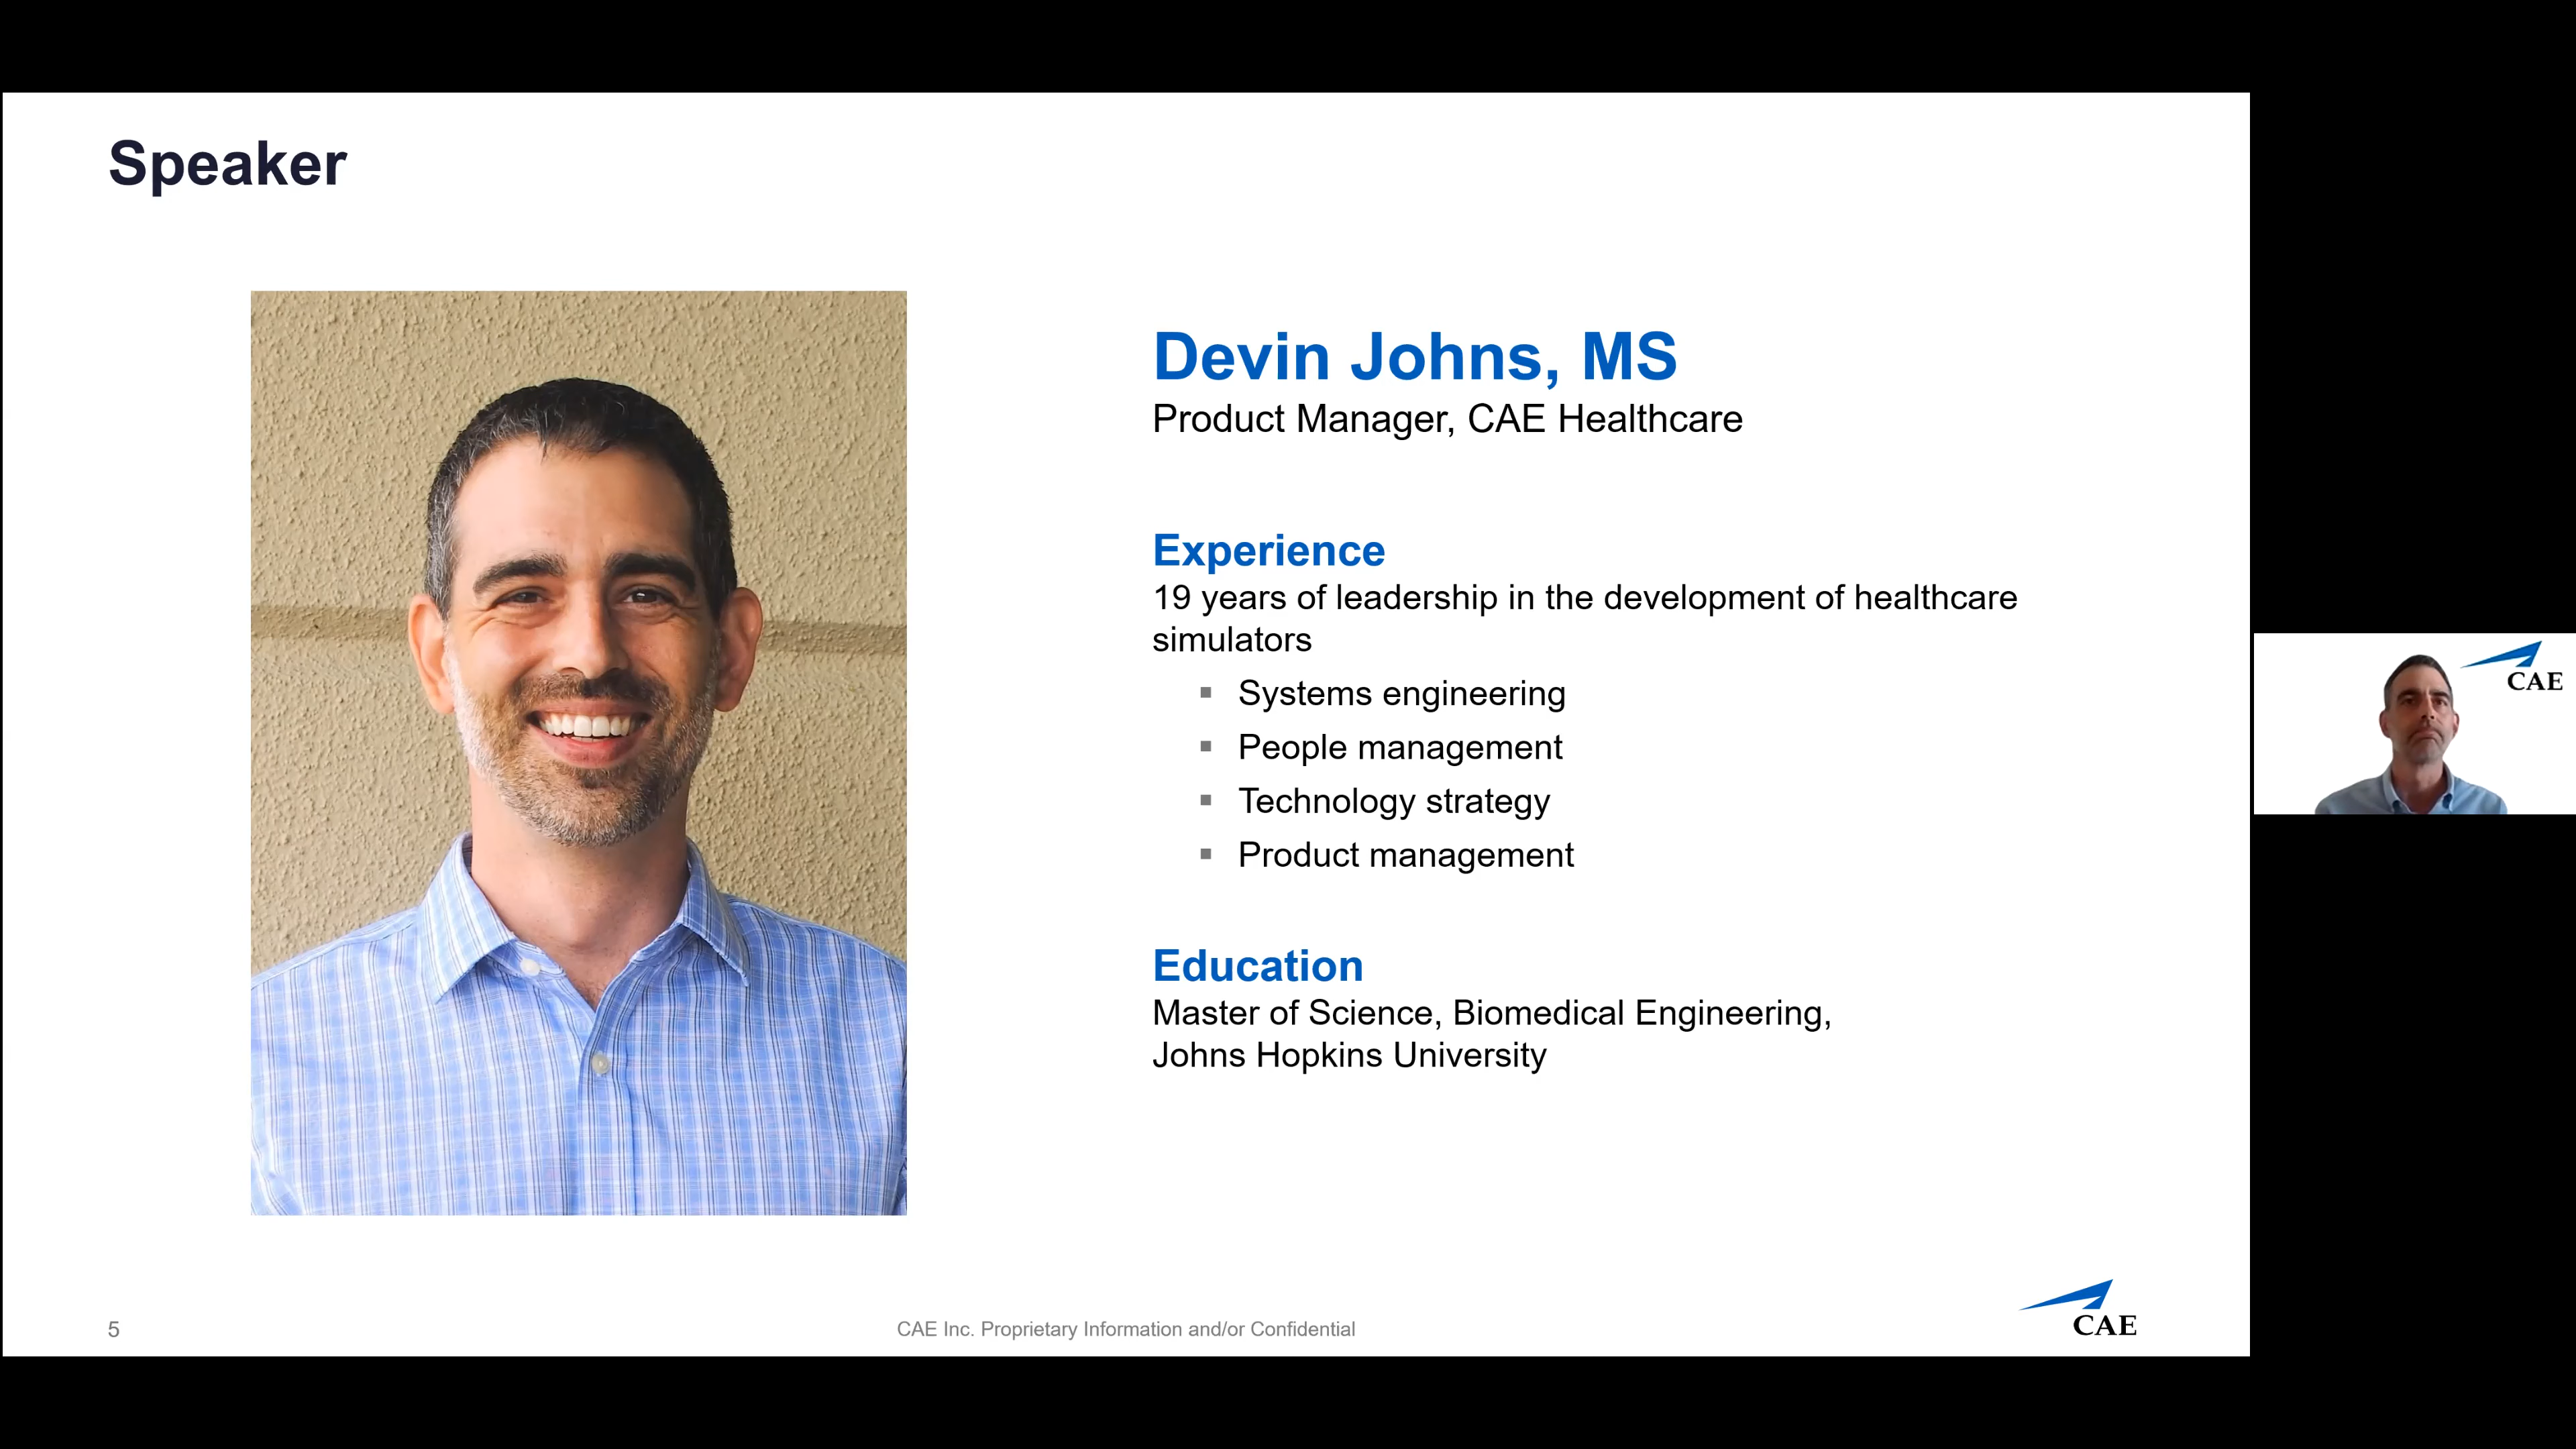 Speaker
Devin Johns, MS
Product Manager, CAE Healthcare
Experience
19 years of leadership in the development of healthcare
simulators
▪ Systems engineering
▪ People management
▪ Technology strategy
▪ Product management
Education
Master of Science, Biomedical Engineering,
Johns Hopkins University
5
CAE Inc. Proprietary Information and/or Confidential
CAE
CAE